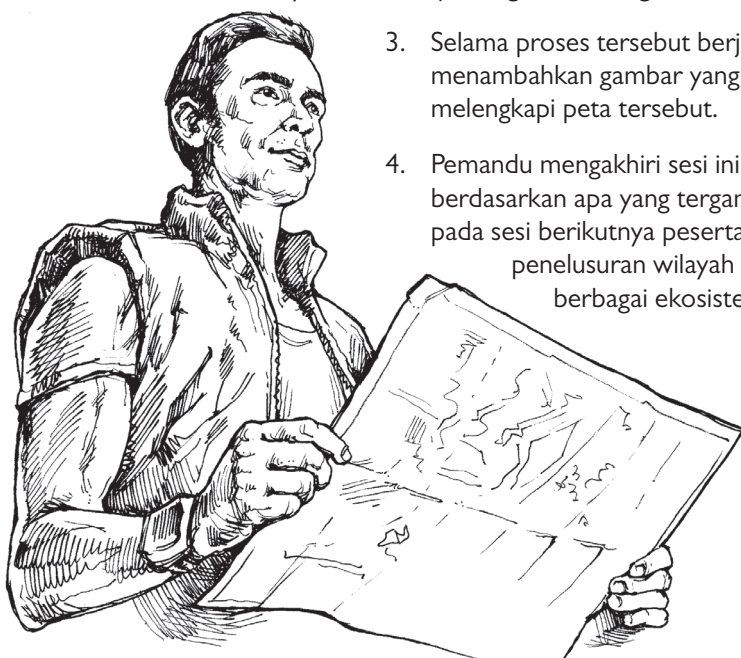 3. Selama proses tersebut berj
menambahkan gambar yang
melengkapi peta tersebut.
4. Pemandu mengakhiri sesi ini
berdasarkan apa yang tergam
pada sesi berikutnya peserta
penelusuran wilayah
berbagai ekosiste